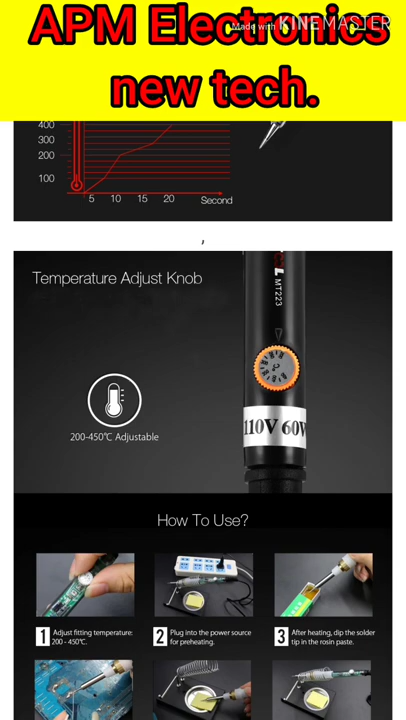 APM Electronics
Made with KINEMASTER
new tech.
400
300
200
100
5 10 15 20 Second
,
Temperature Adjust Knob
MT223
200-450℃ Adjustable
110V 60W
How To Use?
1 Adjust fitting temperature: 200 - 450℃.
2 Plug into the power source for preheating.
3 After heating, dip the solder tip in the rosin paste.